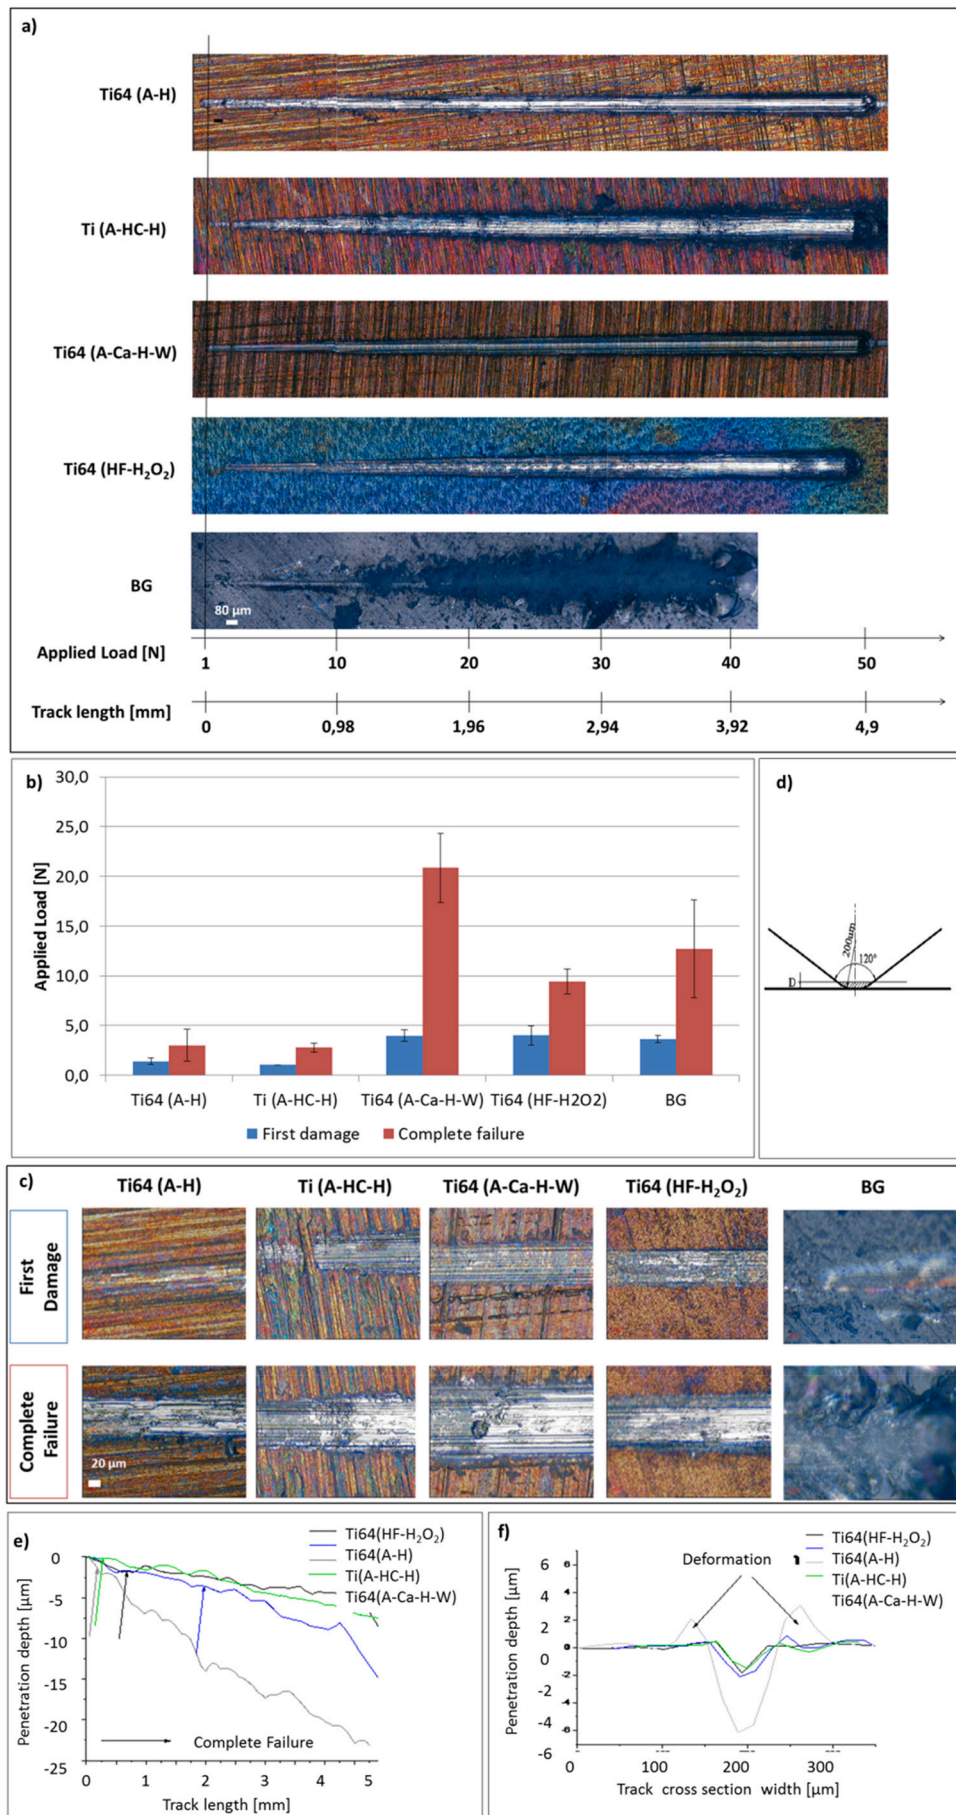 a)
Ti64 (A-H)
Ti (A-HC-H)
Ti64 (A-Ca-H-W)
Ti64 (HF-H₂O₂)
BG
80 µm
Applied Load [N]
1 10 20 30 40 50
Track length [mm]
0 0,98 1,96 2,94 3,92 4,9
b)
30,0
25,0
20,0
15,0
10,0
5,0
0,0
Applied Load [N]
Ti64 (A-H) Ti (A-HC-H) Ti64 (A-Ca-H-W) Ti64 (HF-H2O2) BG
First damage Complete failure
d)
200um
120°
D
c)
Ti64 (A-H) Ti (A-HC-H) Ti64 (A-Ca-H-W) Ti64 (HF-H₂O₂) BG
First
Damage
Complete
Failure
20 µm
e)
Ti64(HF-H₂O₂)
Ti64(A-H)
Ti(A-HC-H)
Ti64(A-Ca-H-W)
0
-5
-10
-15
-20
-25
Penetration depth [µm]
Complete Failure
0 1 2 3 4 5
Track length [mm]
f)
Ti64(HF-H₂O₂)
Ti64(A-H)
Ti(A-HC-H)
Ti64(A-Ca-H-W)
Deformation
6
4
2
0
-2
-4
-6
Penetration depth [µm]
0 100 200 300
Track cross section width [µm]